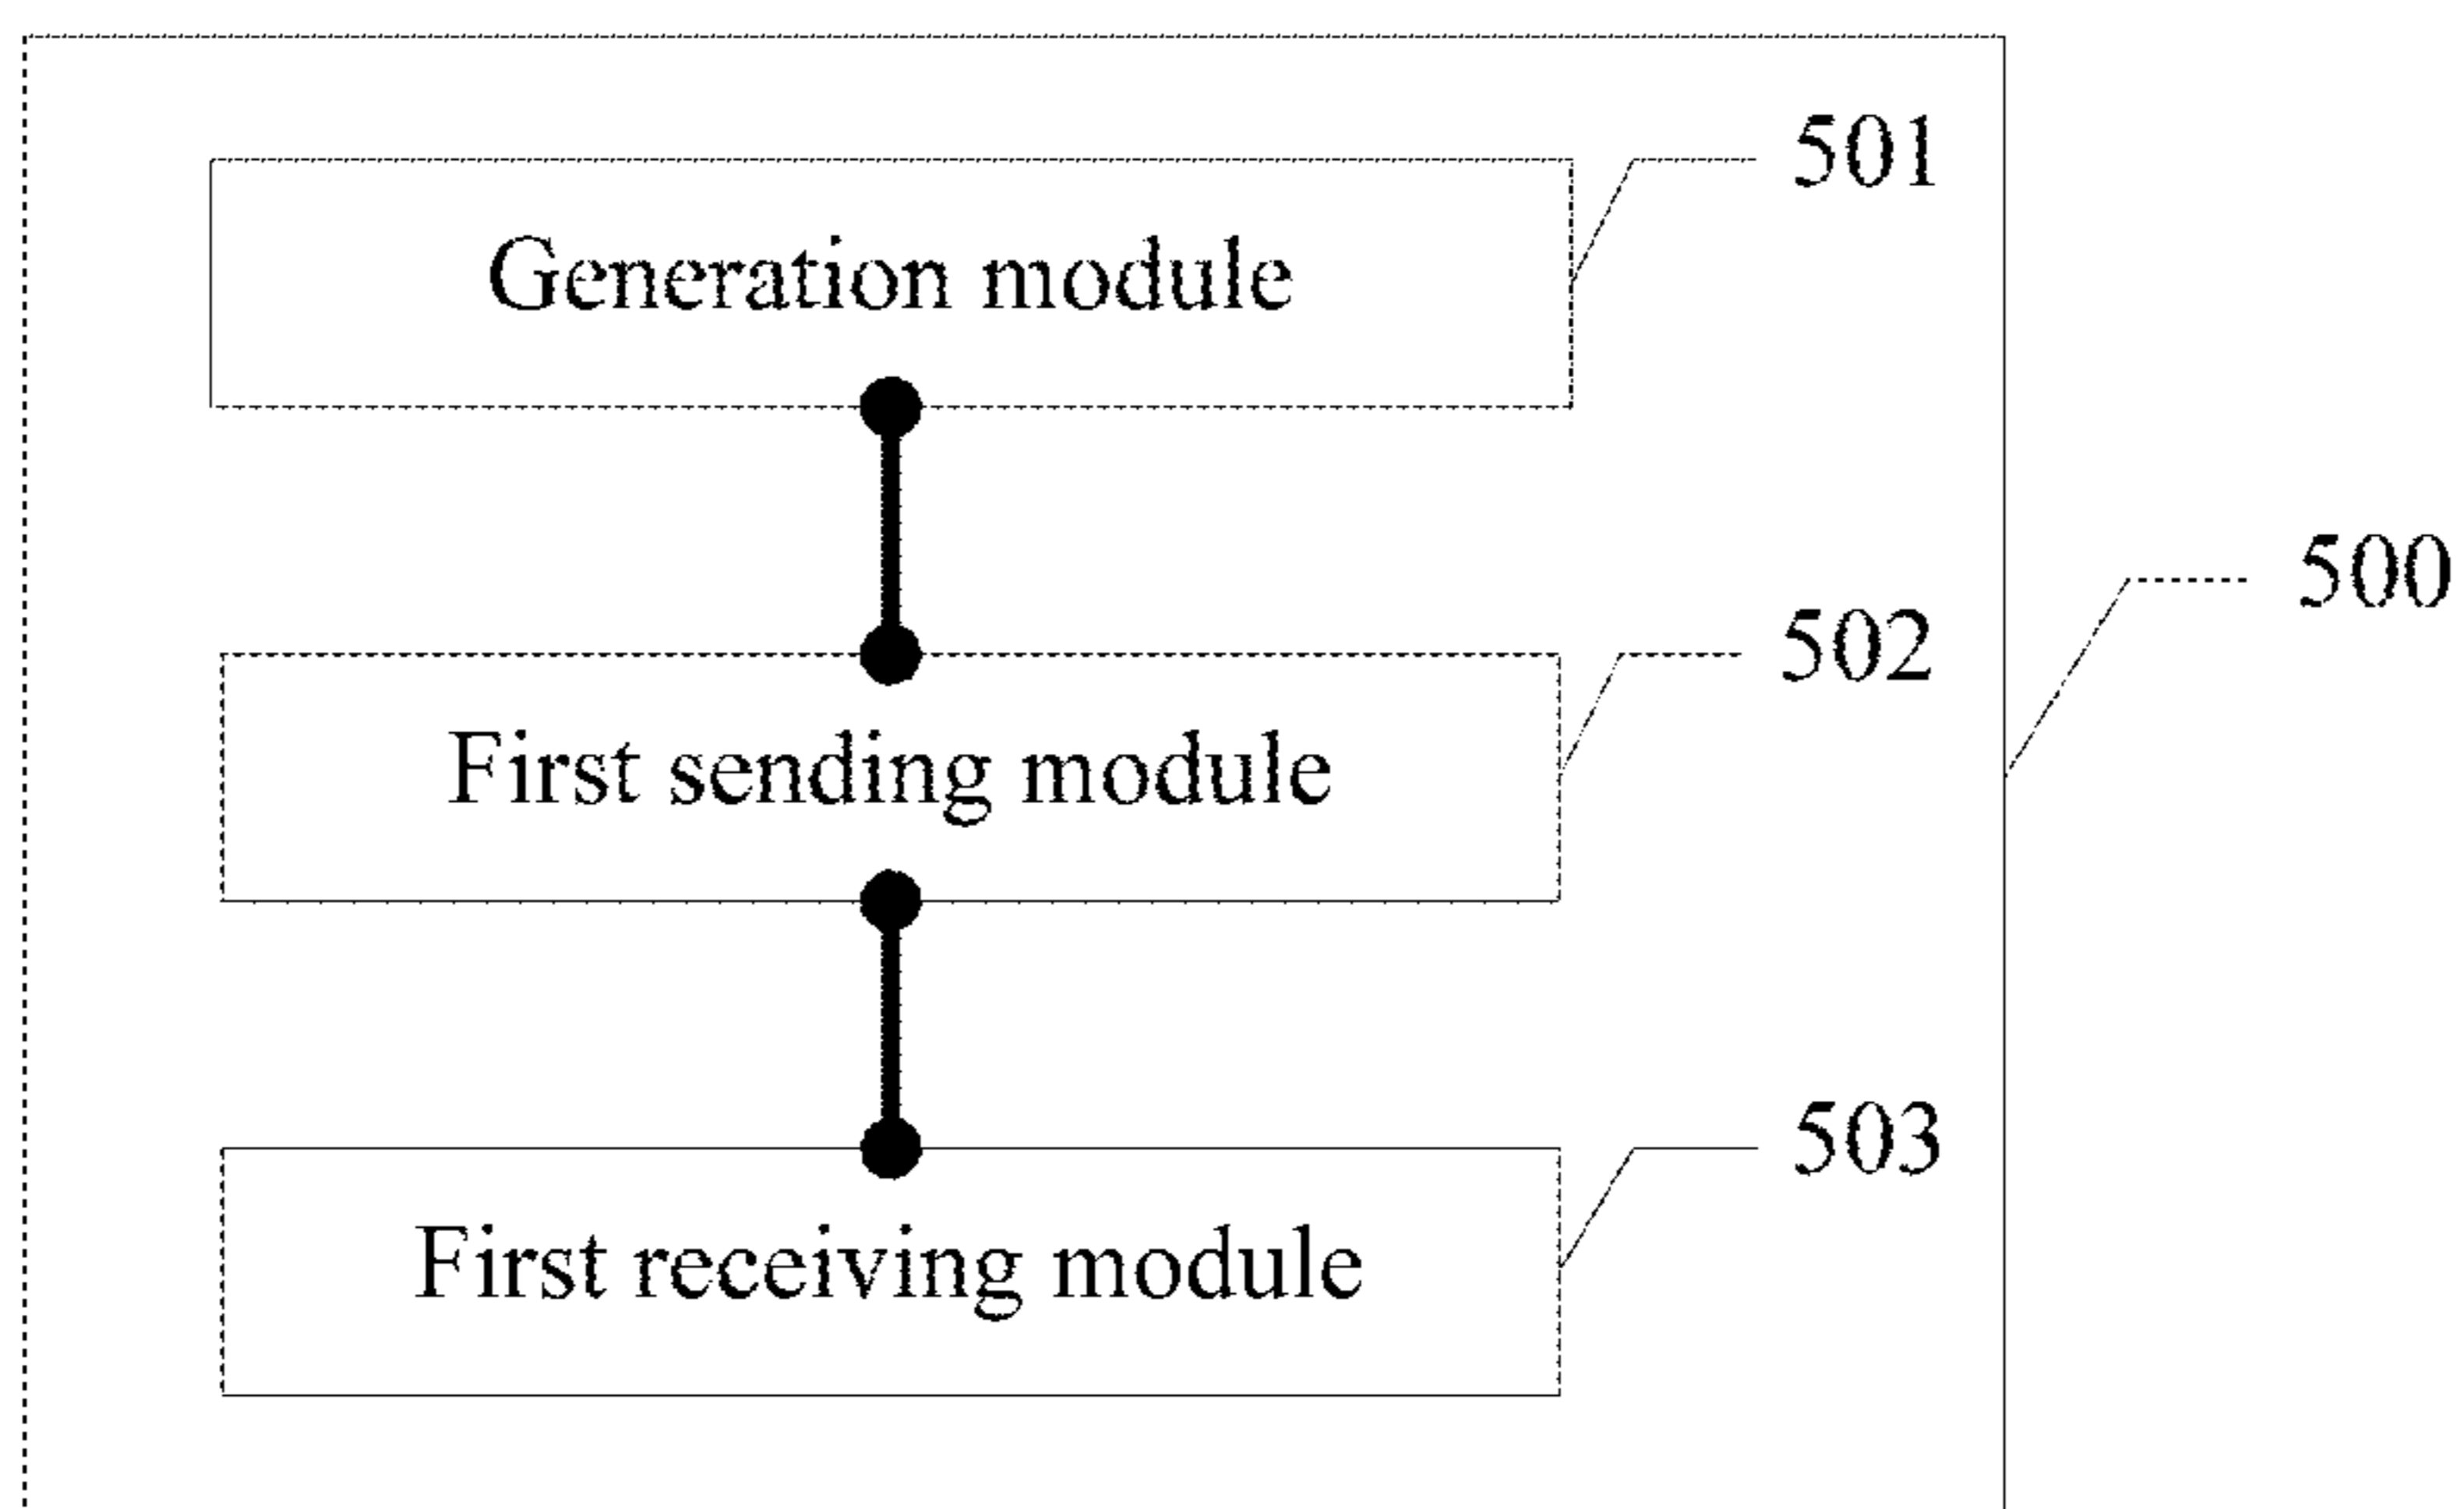 501
Generation module
500
502
First sending module
503
First receiving module